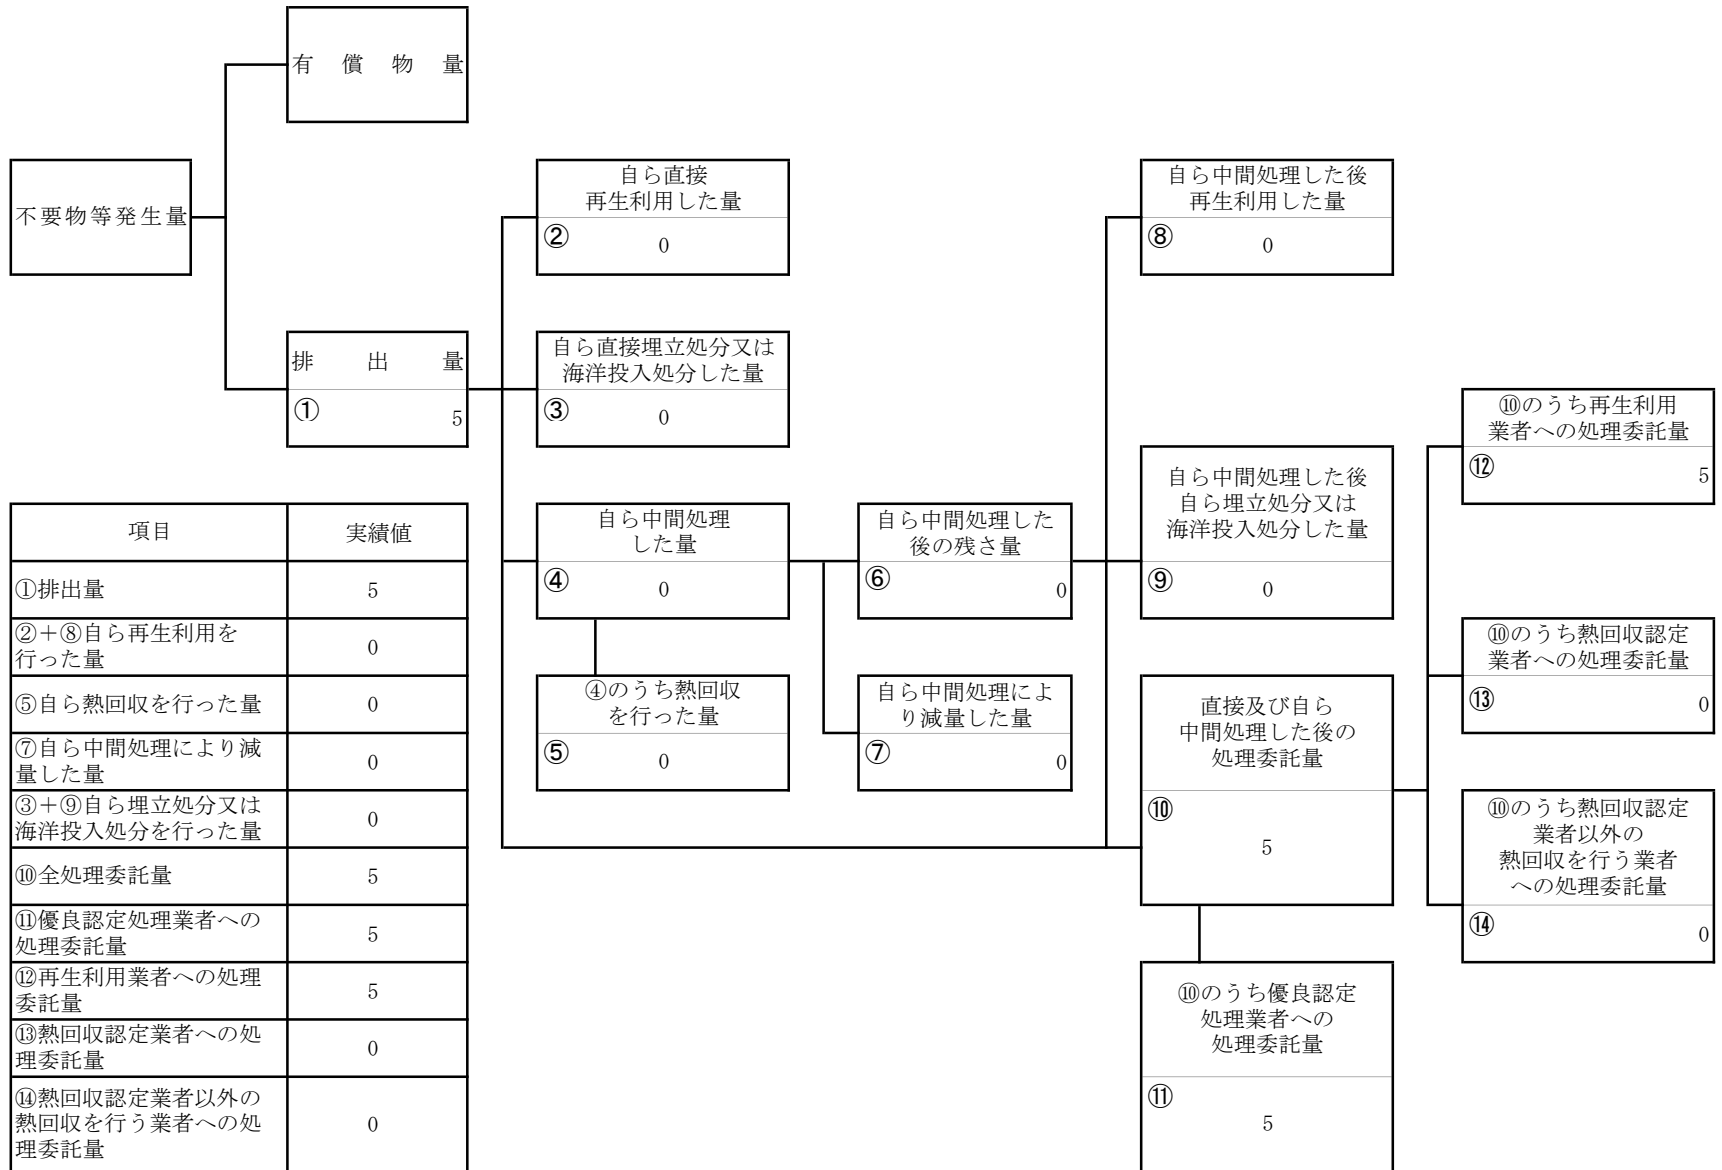 有償物量
不要物等発生量
自ら直接
再生利用した量
②
0
自ら中間処理した後
再生利用した量
⑧
0
排出量
①
5
自ら直接埋立処分又は
海洋投入処分した量
③
0
⑩のうち再生利用
業者への処理委託量
⑫
5
自ら中間処理
した量
④
0
自ら中間処理した
後の残さ量
⑥
0
自ら中間処理した後
自ら埋立処分又は
海洋投入処分した量
⑨
0
⑩のうち熱回収認定
業者への処理委託量
⑬
0
④のうち熱回収
を行った量
⑤
0
自ら中間処理によ
り減量した量
⑦
0
直接及び自ら
中間処理した後の
処理委託量
⑩
5
⑩のうち熱回収認定
業者以外の
熱回収を行う業者
への処理委託量
⑭
0
⑩のうち優良認定
処理業者への
処理委託量
⑪
5
項目 実績値
①排出量 5
②＋⑧自ら再生利用を
行った量 0
⑤自ら熱回収を行った量 0
⑦自ら中間処理により減
量した量 0
③＋⑨自ら埋立処分又は
海洋投入処分を行った量 0
⑩全処理委託量 5
⑪優良認定処理業者への
処理委託量 5
⑫再生利用業者への処理
委託量 5
⑬熱回収認定業者への処
理委託量 0
⑭熱回収認定業者以外の
熱回収を行う業者への処
理委託量 0